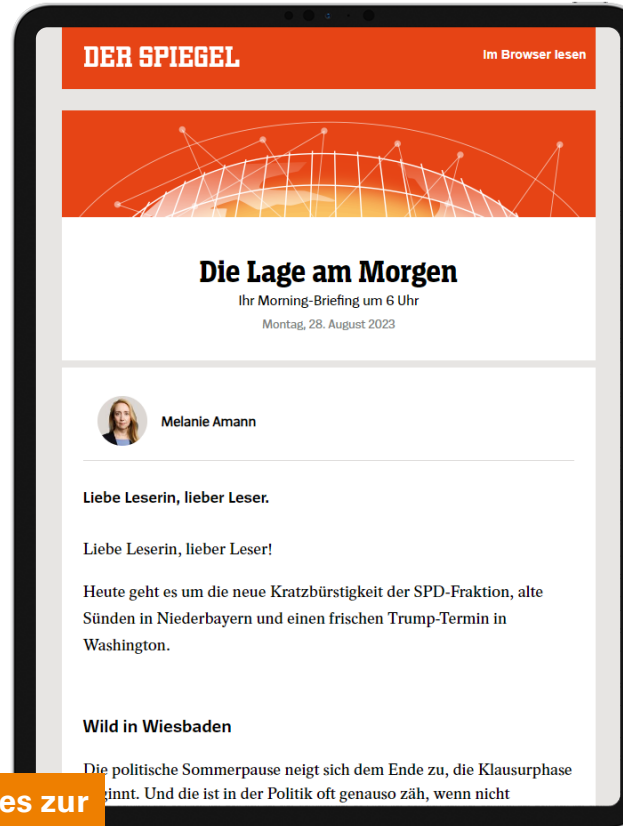 DER SPIEGEL
Im Browser lesen
Die Lage am Morgen
Ihr Morning-Briefing um 6 Uhr
Montag, 28. August 2023
Melanie Amann
Liebe Leserin, lieber Leser.
Liebe Leserin, lieber Leser!
Heute geht es um die neue Kratzbürstigkeit der SPD-Fraktion, alte
Sünden in Niederbayern und einen frischen Trump-Termin in
Washington.
Wild in Wiesbaden
Die politische Sommerpause neigt sich dem Ende zu, die Klausurphase
ginnt. Und die ist in der Politik oft genauso zäh, wenn nicht
es zur